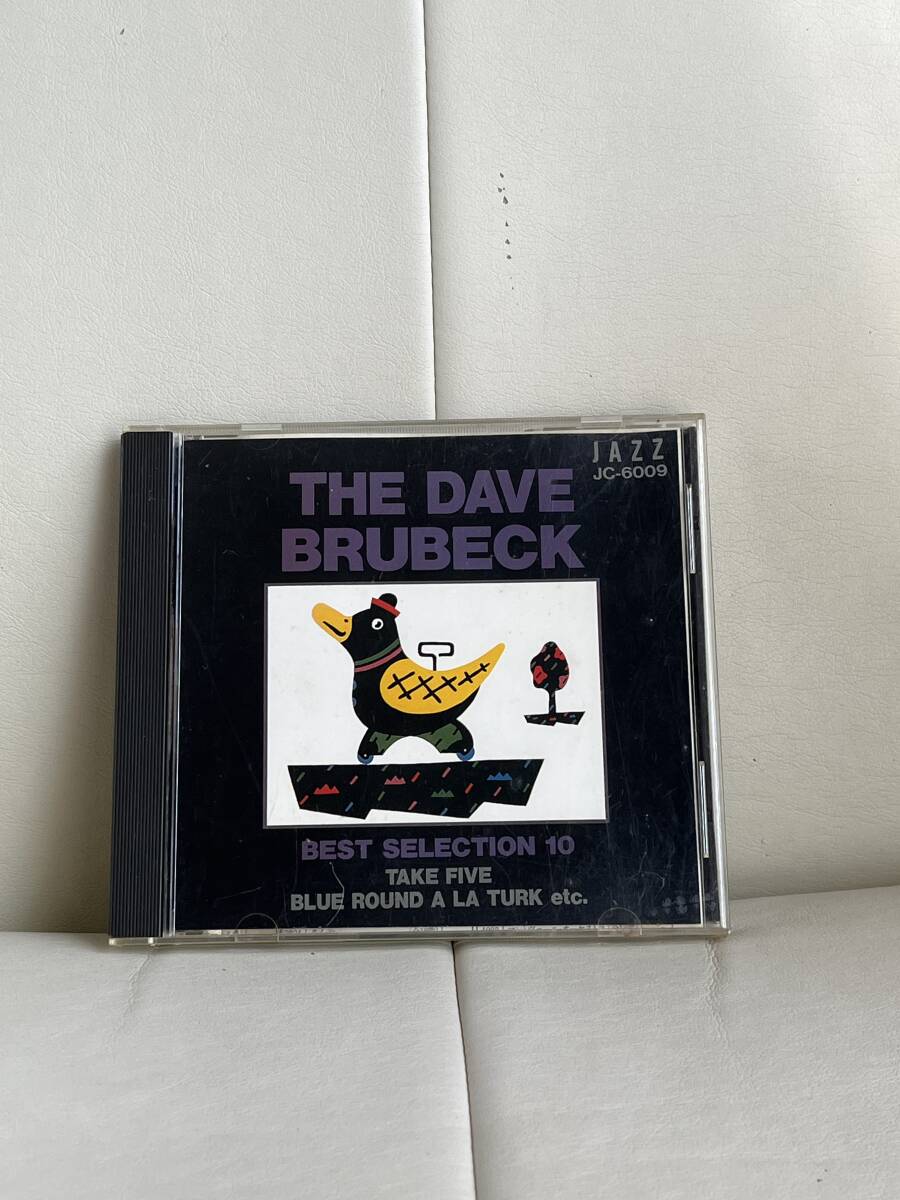 JAZZ
JC-6009
THE DAVE
BRUBECK
BEST SELECTION 10
TAKE FIVE
BLUE ROUND A LA TURK etc.